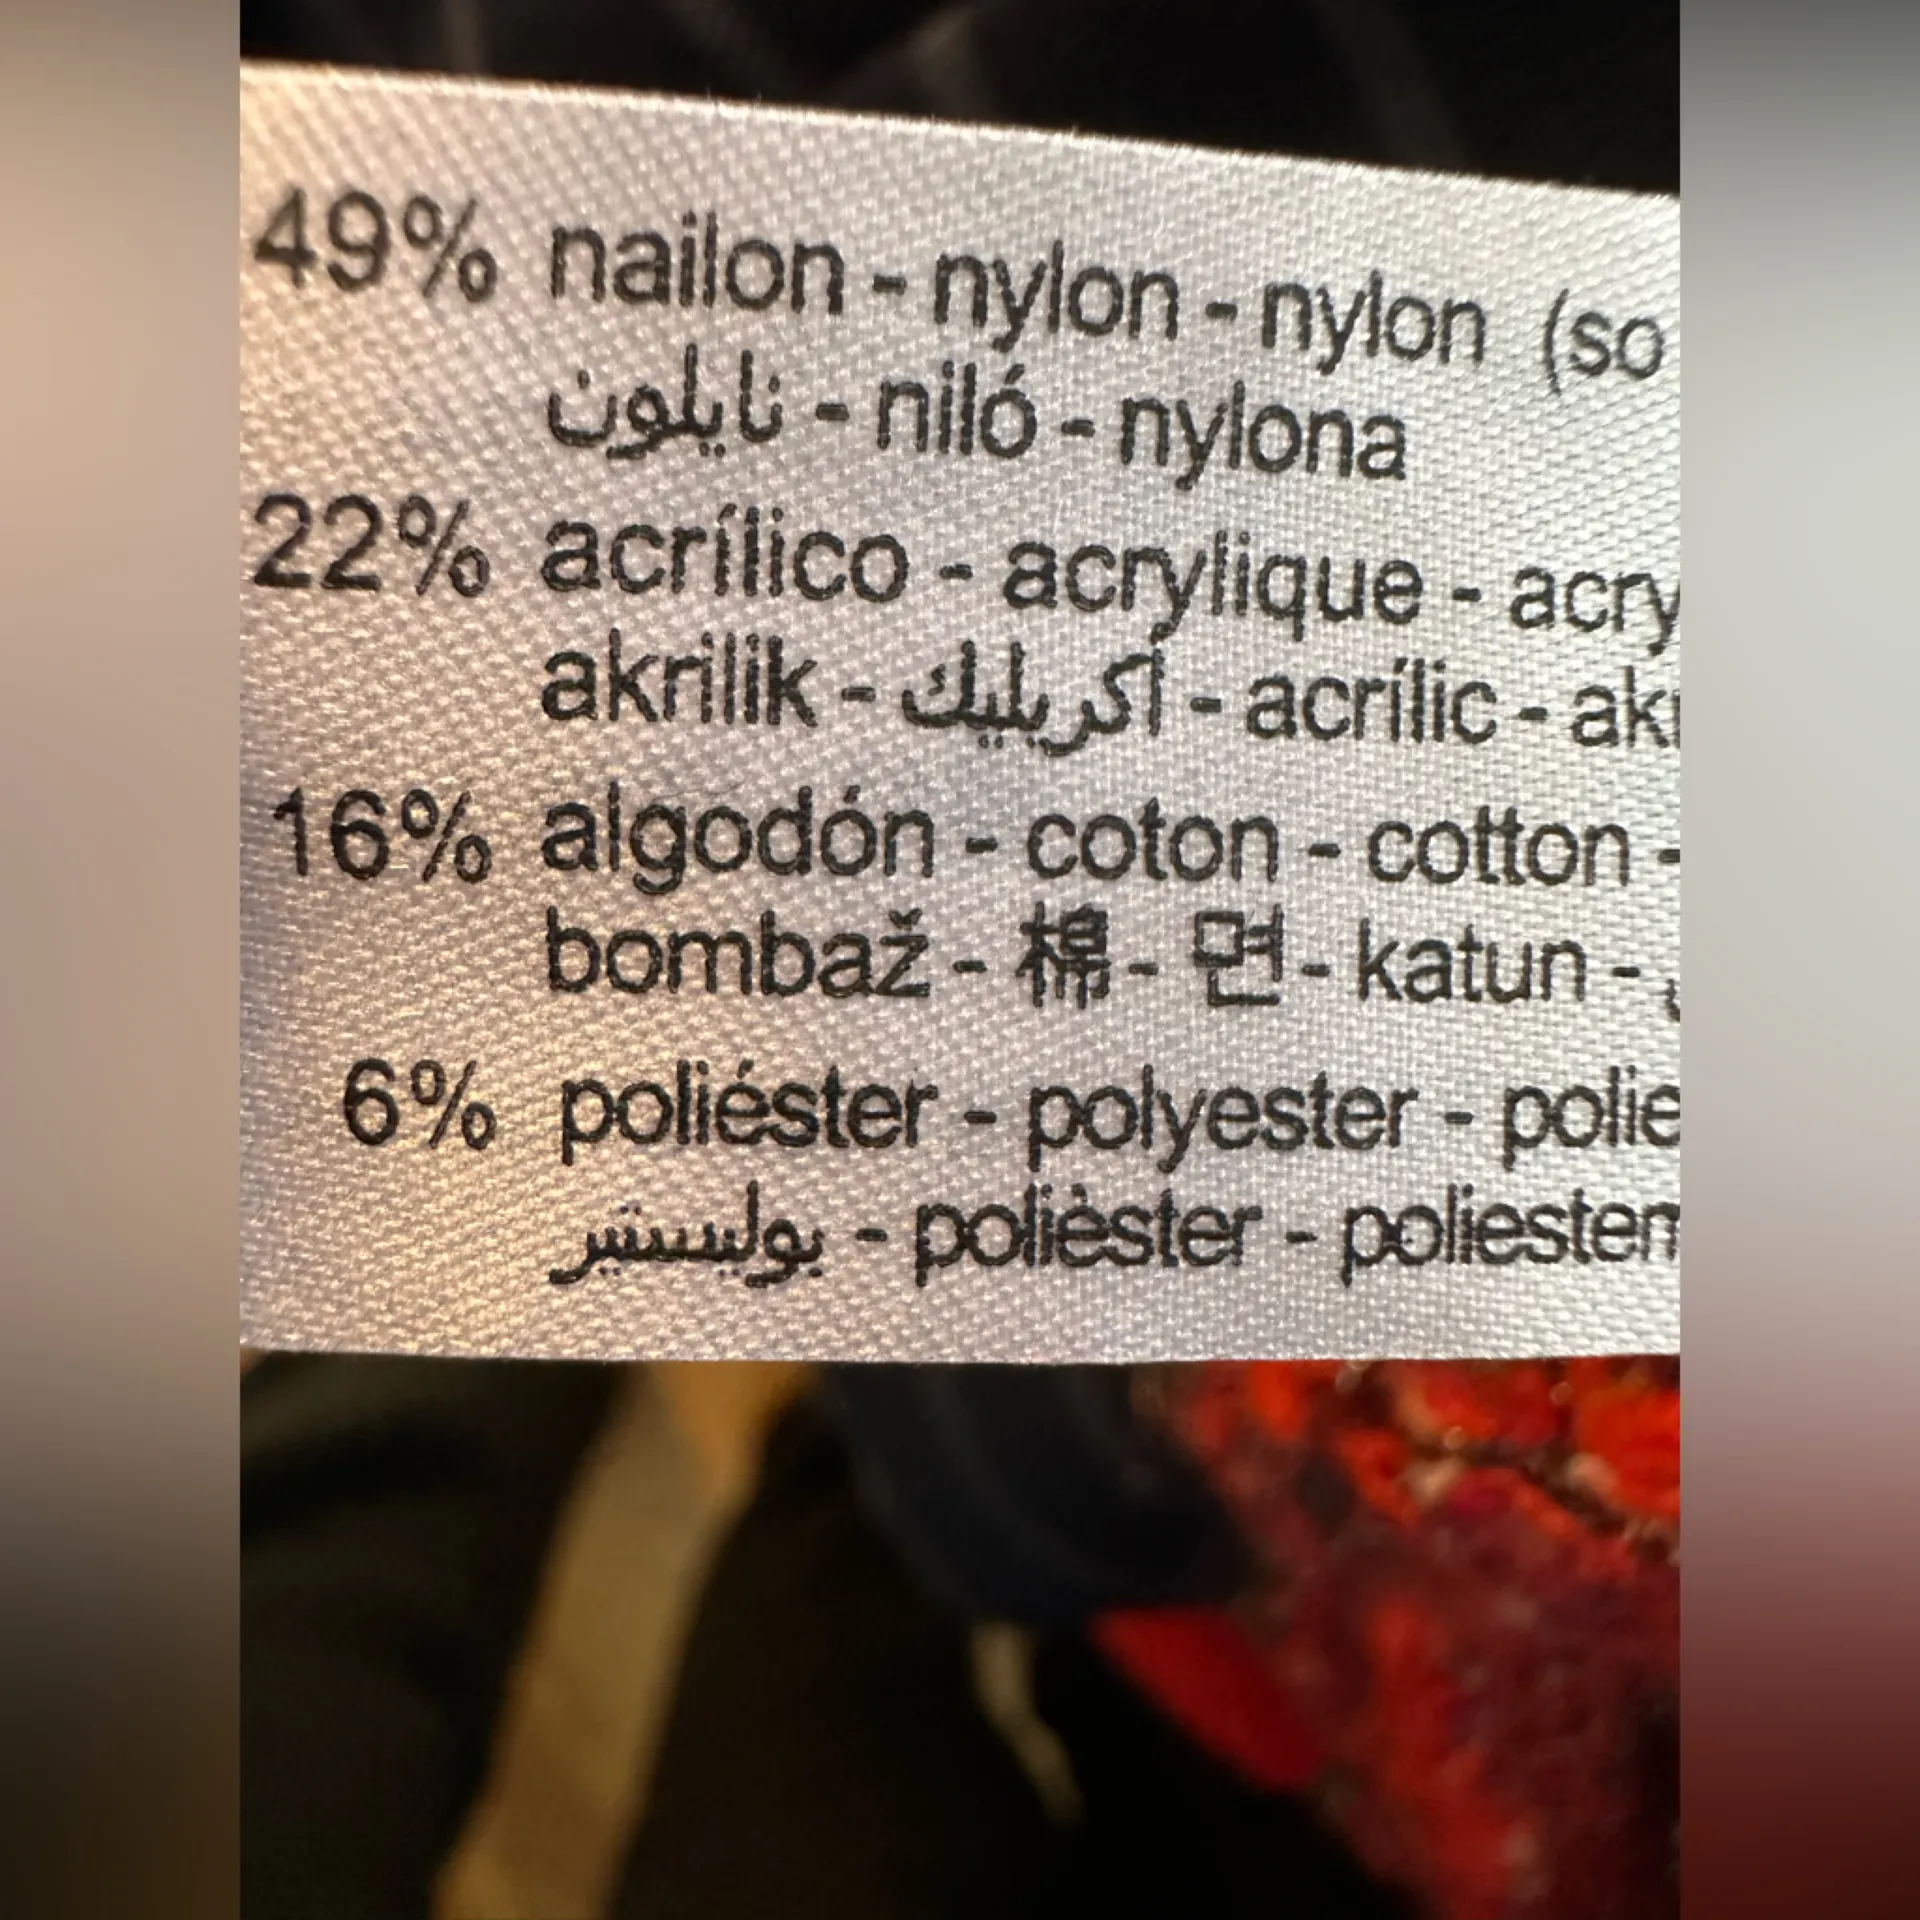 49% nailon - nylon - nylon (so
نايلون - niló - nylona
22% acrílico - acrylique - acry
akrilik - أكريليك - acrílic - ak
16% algodón - coton - cotton -
bombaž - 棉 - 면 - katun -
6% poliéster - polyester - polie
بوليستير - polièster - poliester